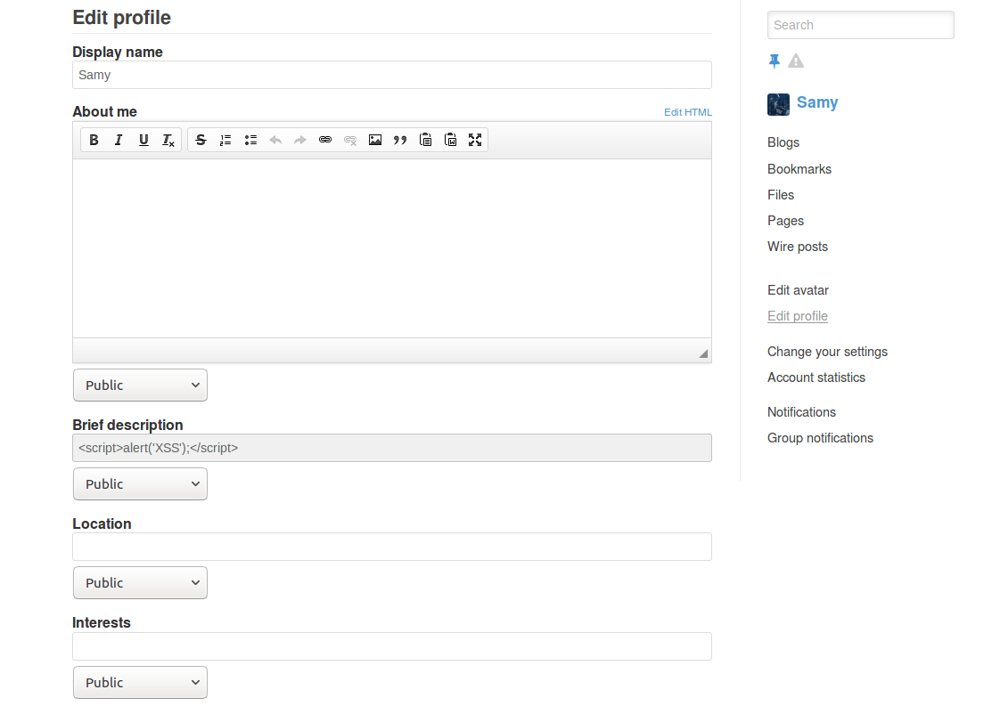 Edit profile
Display name
Samy
About me
Edit HTML
B I U Tx S
Public
Brief description
<script>alert('XSS');</script>
Public
Location
Public
Interests
Public
Search
Samy
Blogs
Bookmarks
Files
Pages
Wire posts
Edit avatar
Edit profile
Change your settings
Account statistics
Notifications
Group notifications